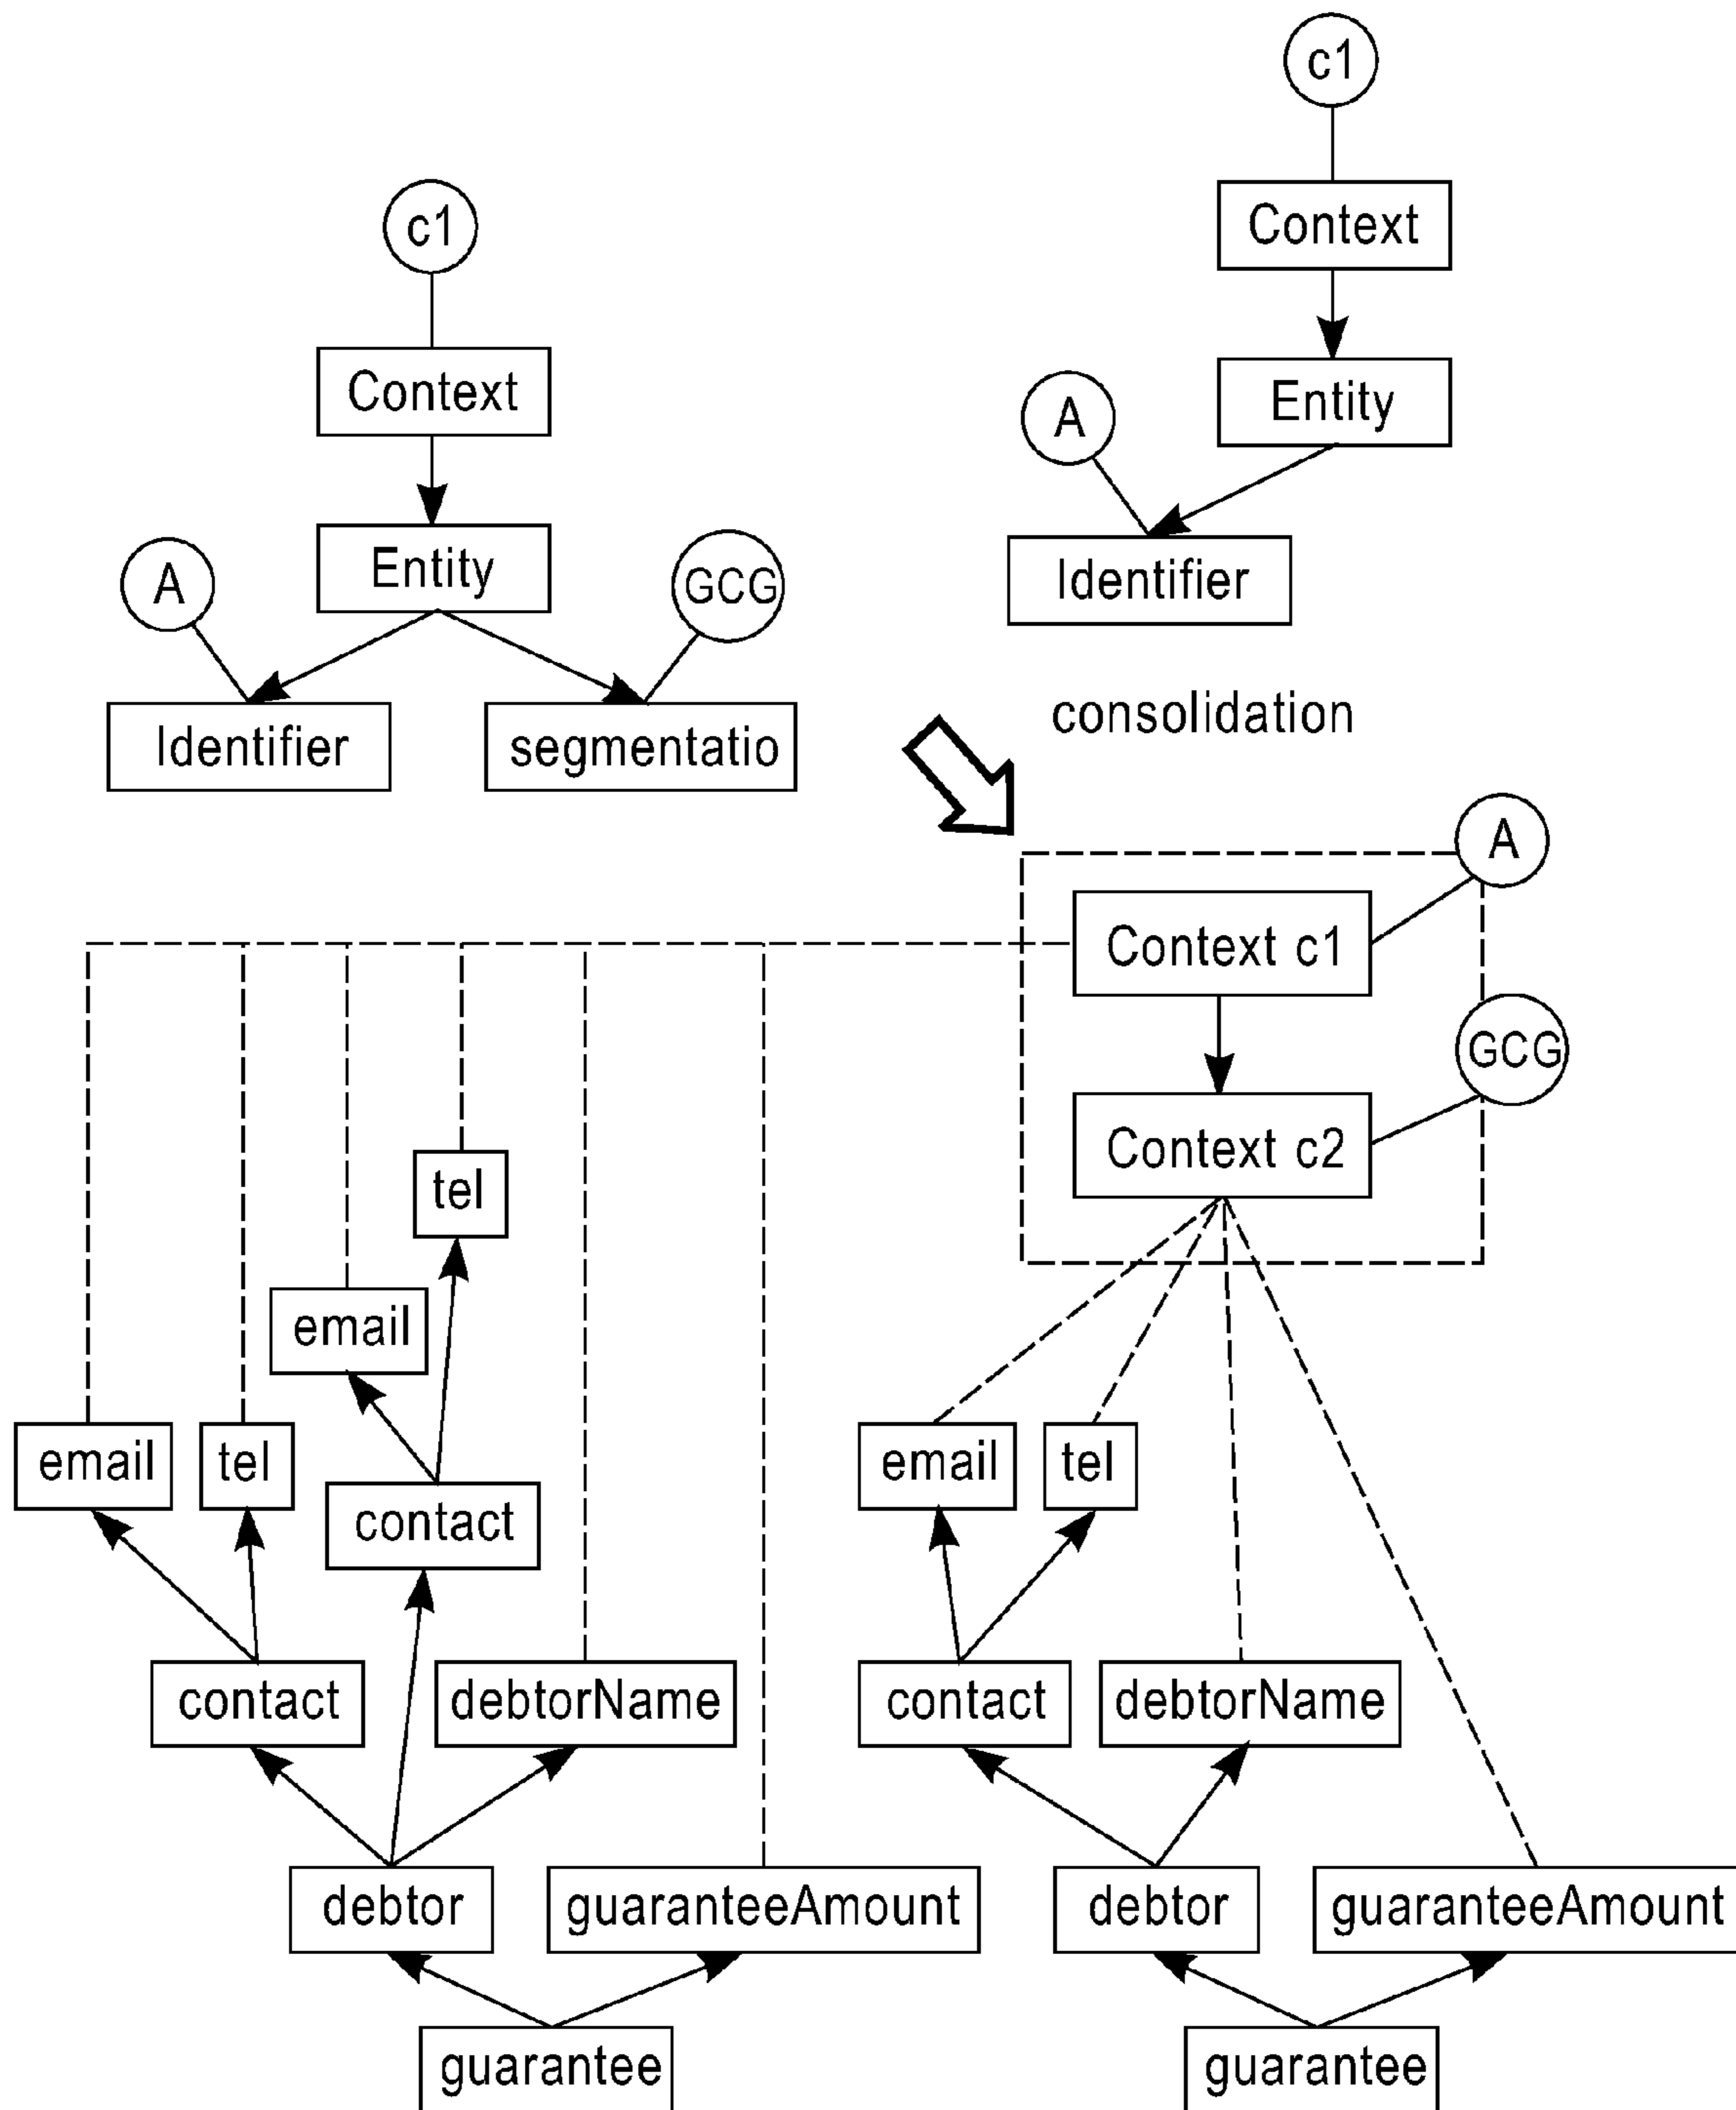 c1
Context
Entity
A
GCG
Identifier
segmentatio
c1
Context
Entity
A
Identifier
consolidation
A
Context c1
GCG
Context c2
tel
email
email
tel
contact
contact
debtorName
debtor
guaranteeAmount
guarantee
email
tel
contact
debtorName
debtor
guaranteeAmount
guarantee